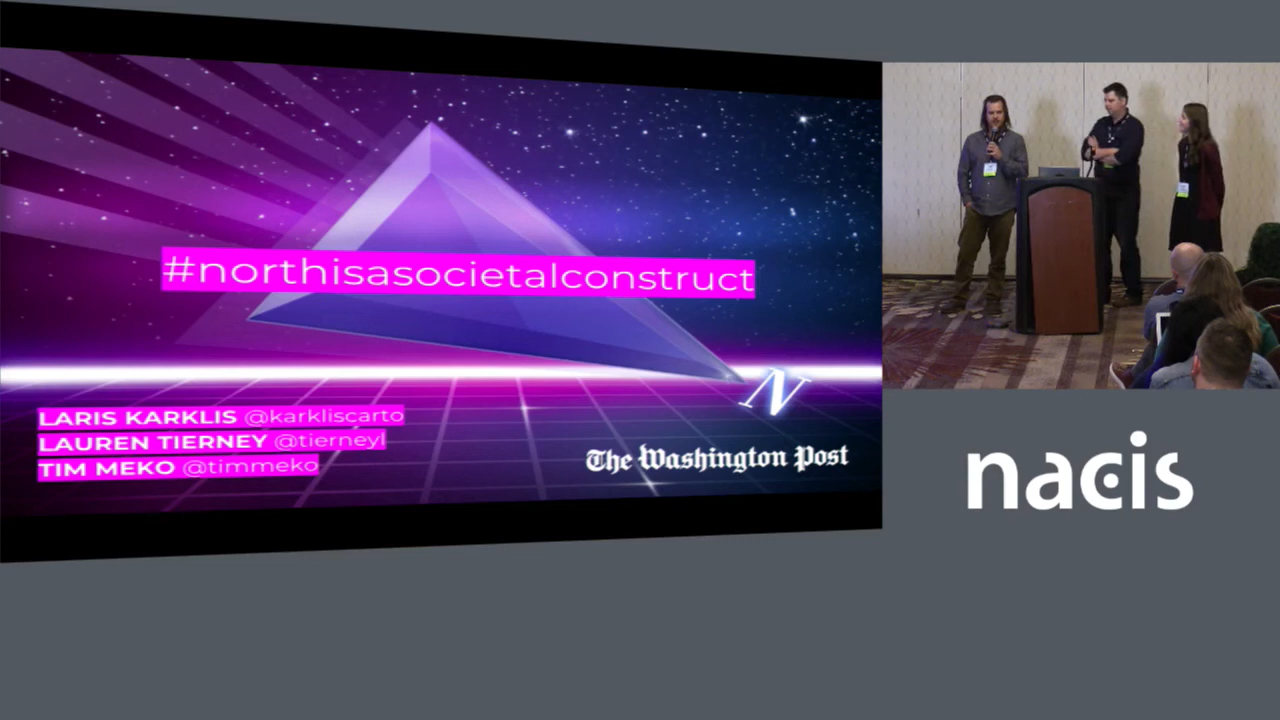 #northisasocietalconstruct
N
LARIS KARKLIS @karkliscarto
LAUREN TIERNEY @tierneyl
TIM MEKO @timmeko
The Washington Post
nacis